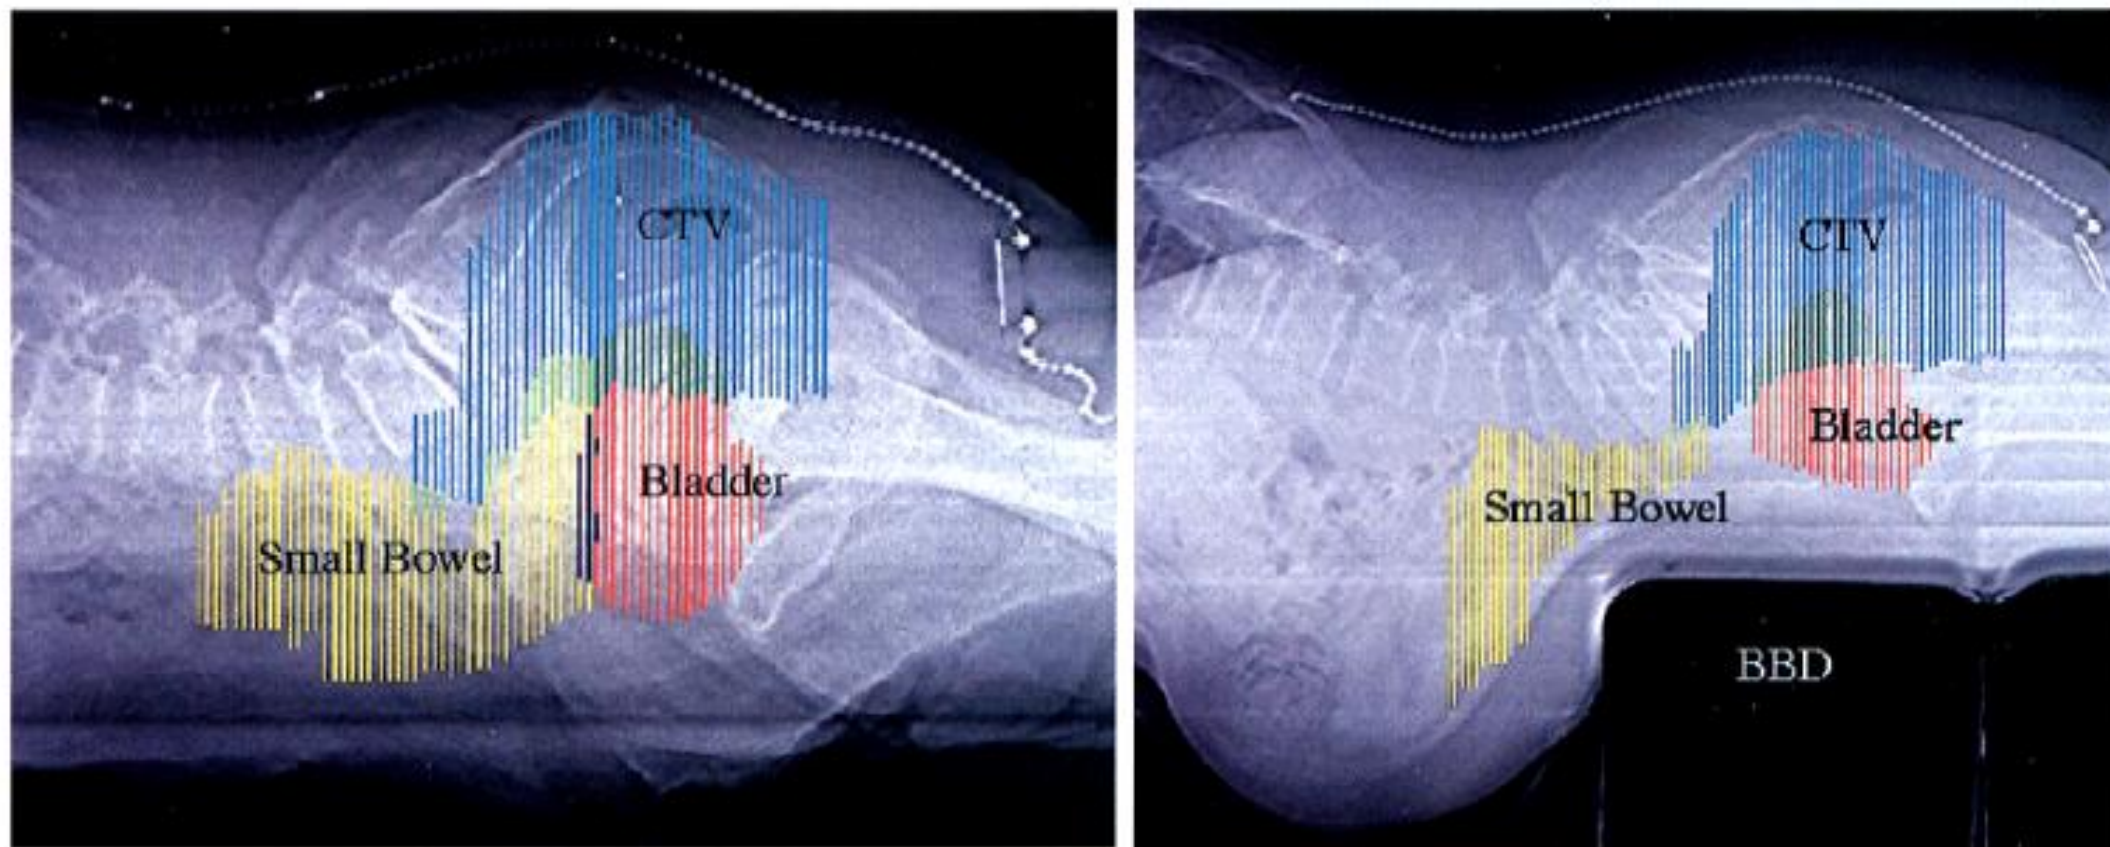 CTV
Bladder
Small Bowel
CTV
Bladder
Small Bowel
BBD